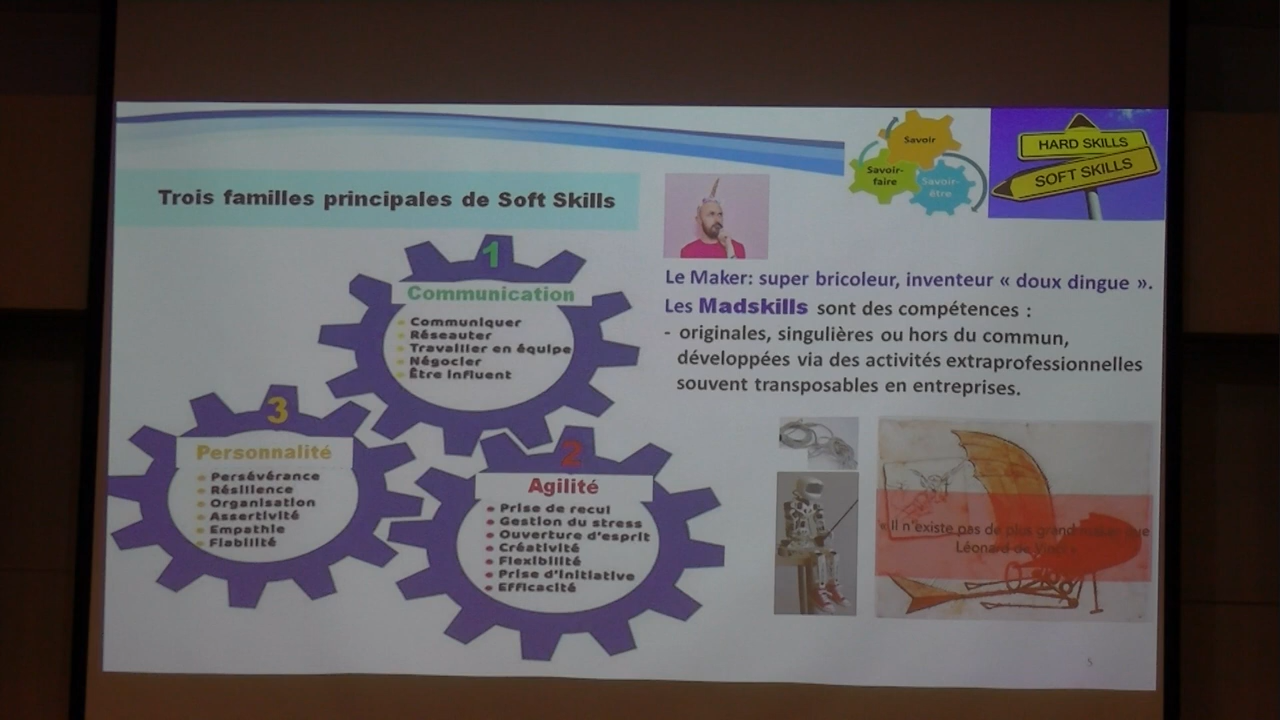 Savoir
Savoir-
faire
Savoir-
être
HARD SKILLS
SOFT SKILLS
Trois familles principales de Soft Skills
1
Communication
Communiquer
Réseauter
Travailler en équipe
Négocier
Être influent
3
Personnalité
Persévérance
Résilience
Organisation
Assertivité
Empathie
Fiabilité
2
Agilité
Prise de recul
Gestion du stress
Ouverture d'esprit
Créativité
Flexibilité
Prise d'initiative
Efficacité
Le Maker: super bricoleur, inventeur « doux dingue ».
Les Madskills sont des compétences :
- originales, singulières ou hors du commun,
développées via des activités extraprofessionnelles
souvent transposables en entreprises.
« Il n'existe pas de plus grand maker que
Léonard de Vinci »
5